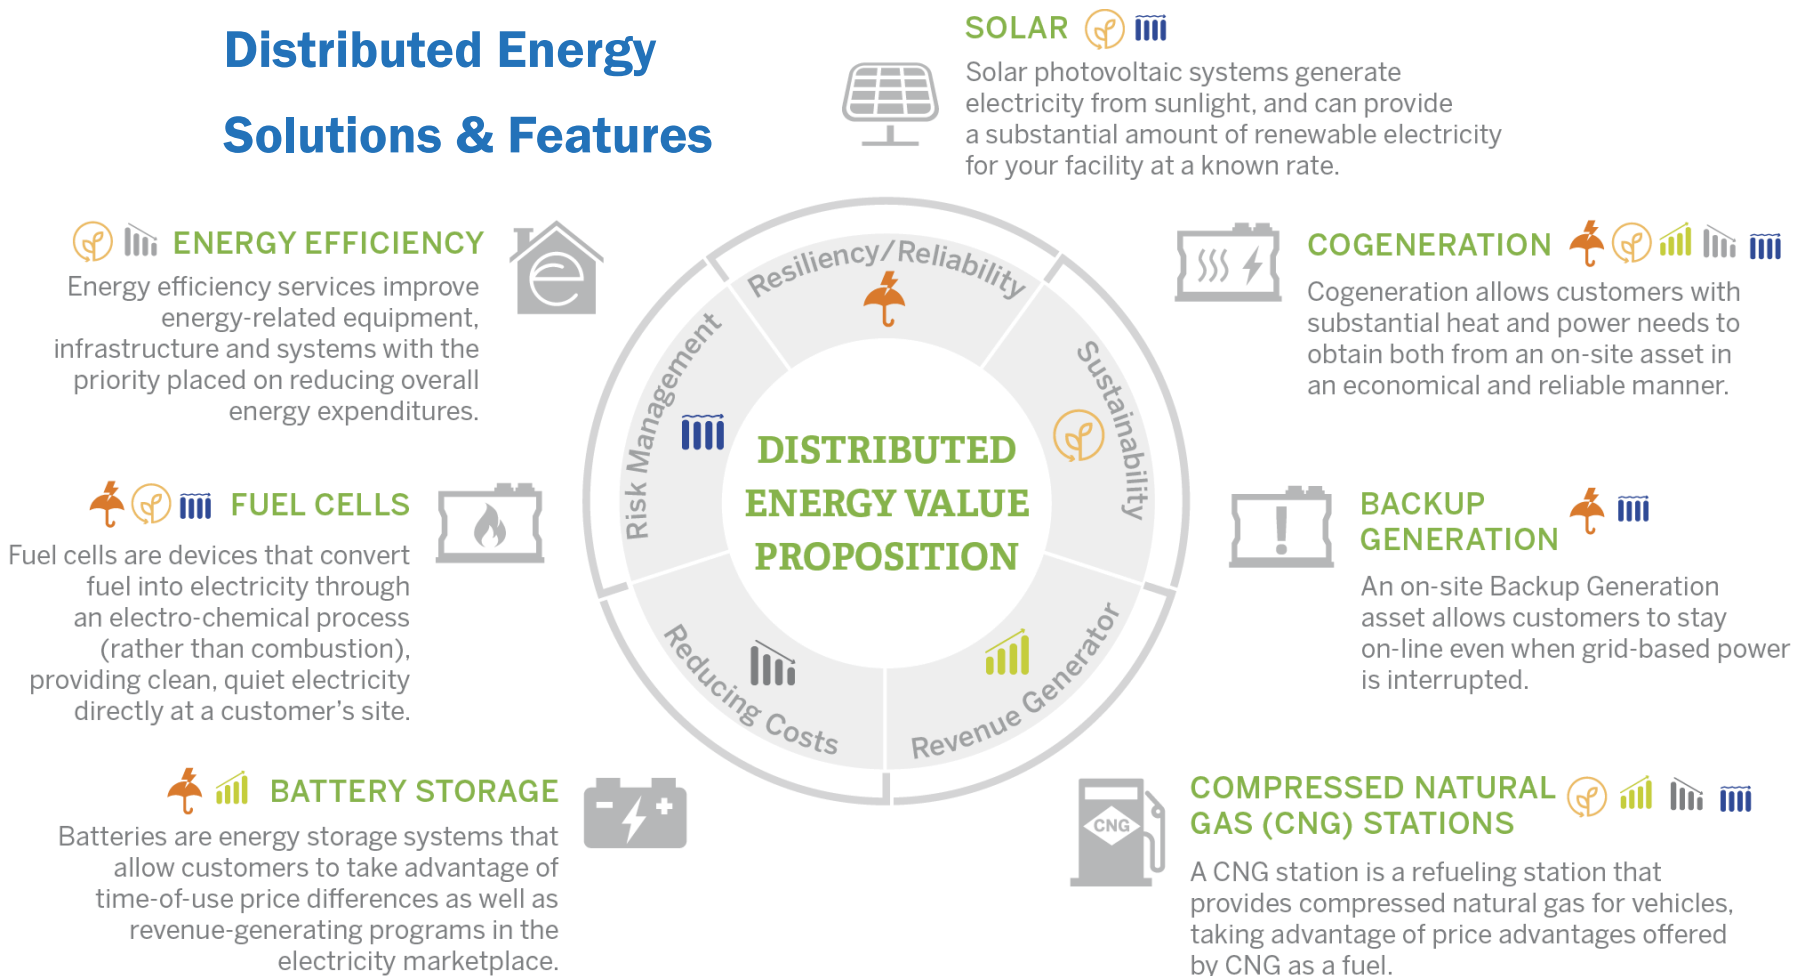 Distributed Energy
Solutions & Features
SOLAR
Solar photovoltaic systems generate
electricity from sunlight, and can provide
a substantial amount of renewable electricity
for your facility at a known rate.
ENERGY EFFICIENCY
Energy efficiency services improve
energy-related equipment,
infrastructure and systems with the
priority placed on reducing overall
energy expenditures.
COGENERATION
Cogeneration allows customers with
substantial heat and power needs to
obtain both from an on-site asset in
an economical and reliable manner.
Resiliency/Reliability
Sustainability
Revenue Generator
Reducing Costs
Risk Management
DISTRIBUTED
ENERGY VALUE
PROPOSITION
FUEL CELLS
Fuel cells are devices that convert
fuel into electricity through
an electro-chemical process
(rather than combustion),
providing clean, quiet electricity
directly at a customer’s site.
BACKUP
GENERATION
An on-site Backup Generation
asset allows customers to stay
on-line even when grid-based power
is interrupted.
BATTERY STORAGE
Batteries are energy storage systems that
allow customers to take advantage of
time-of-use price differences as well as
revenue-generating programs in the
electricity marketplace.
CNG
COMPRESSED NATURAL
GAS (CNG) STATIONS
A CNG station is a refueling station that
provides compressed natural gas for vehicles,
taking advantage of price advantages offered
by CNG as a fuel.